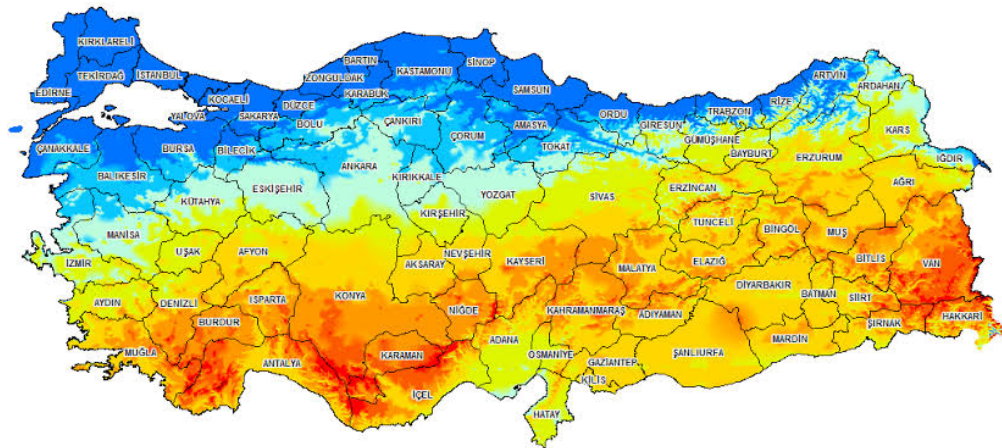 KIRKLARELİ
TEKİRDAĞ
İSTANBUL
EDİRNE
KOCAELİ
YALOVA
SAKARYA
DÜZCE
ZONGULDAK
BARTIN
KARABÜK
KASTAMONU
SİNOP
SAMSUN
ORDU
GİRESUN
TRABZON
RİZE
ARTVİN
ARDAHAN
KARS
IĞDIR
ÇANAKKALE
BURSA
BİLECİK
BOLU
ÇANKIRI
ÇORUM
AMASYA
TOKAT
GÜMÜŞHANE
BAYBURT
ERZURUM
AĞRI
BALIKESİR
KÜTAHYA
ESKİŞEHİR
ANKARA
KIRIKKALE
YOZGAT
SİVAS
ERZİNCAN
TUNCELİ
BİNGÖL
MUŞ
MANİSA
İZMİR
UŞAK
AFYON
KIRŞEHİR
NEVŞEHİR
AKSARAY
KAYSERİ
MALATYA
ELAZIĞ
BİTLİS
VAN
AYDIN
DENİZLİ
ISPARTA
BURDUR
KONYA
NİĞDE
KAHRAMANMARAŞ
ADIYAMAN
DİYARBAKIR
BATMAN
SİİRT
ŞIRNAK
HAKKARİ
MUĞLA
ANTALYA
KARAMAN
İÇEL
ADANA
OSMANİYE
GAZİANTEP
KİLİS
ŞANLIURFA
MARDİN
HATAY